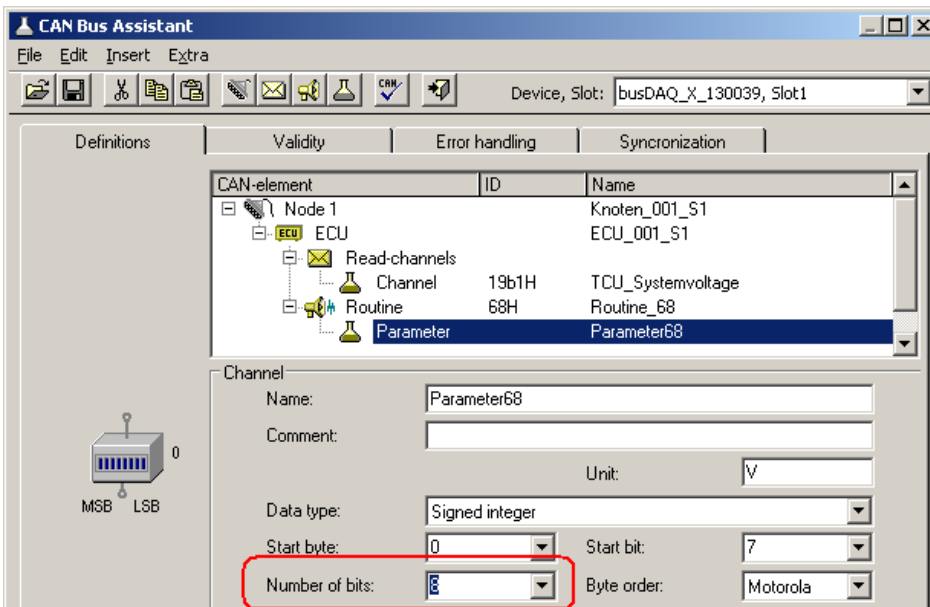 CAN Bus Assistant
File Edit Insert Extra
CAN Device, Slot: busDAQ_X_130039, Slot1
Definitions Validity Error handling Syncronization
CAN-element ID Name
Node 1 Knoten_001_S1
ECU ECU ECU_001_S1
Read-channels
Channel 19b1H TCU_Systemvoltage
Routine 68H Routine_68
Parameter Parameter68
Channel
Name: Parameter68
Comment:
Unit: V
0
MSB LSB
Data type: Signed integer
Start byte: 0 Start bit: 7
Number of bits: 8 Byte order: Motorola